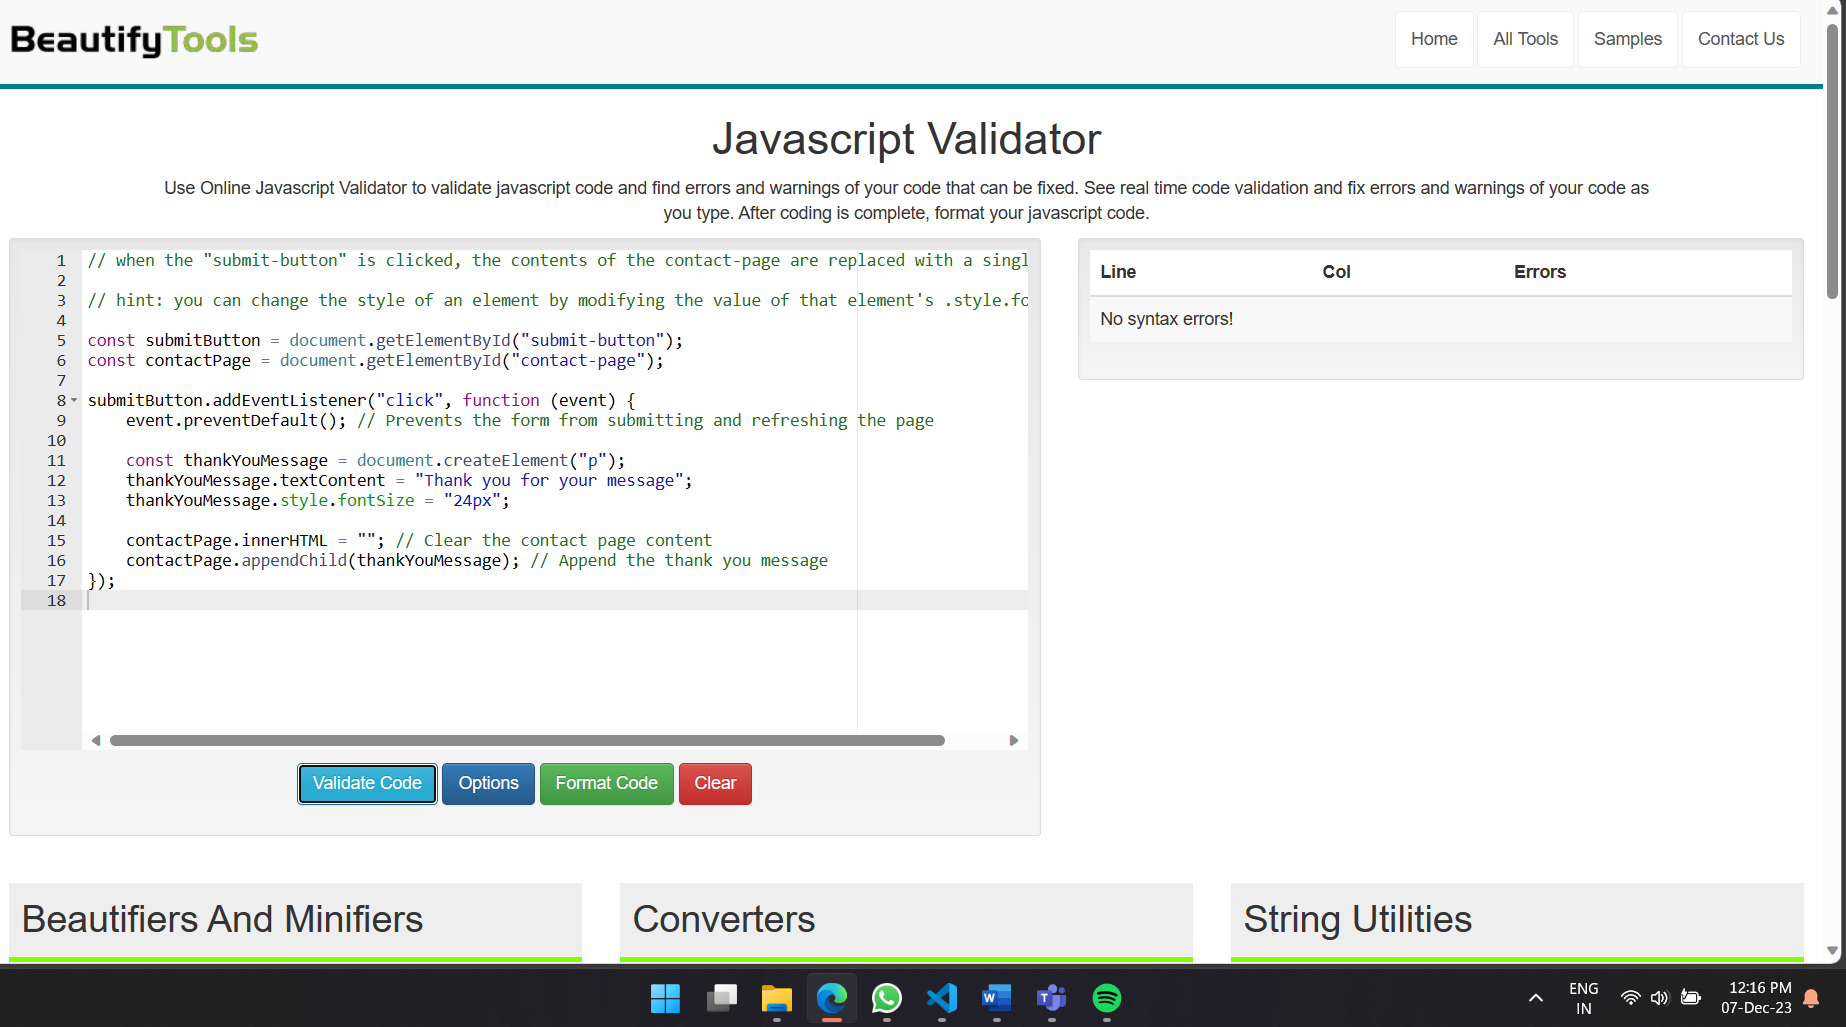 BeautifyTools
Home
All Tools
Samples
Contact Us
Javascript Validator
Use Online Javascript Validator to validate javascript code and find errors and warnings of your code that can be fixed. See real time code validation and fix errors and warnings of your code as
you type. After coding is complete, format your javascript code.
1 // when the "submit-button" is clicked, the contents of the contact-page are replaced with a singl
2
3 // hint: you can change the style of an element by modifying the value of that element's .style.fo
4
5 const submitButton = document.getElementById("submit-button");
6 const contactPage = document.getElementById("contact-page");
7
8 submitButton.addEventListener("click", function (event) {
9     event.preventDefault(); // Prevents the form from submitting and refreshing the page
10
11     const thankYouMessage = document.createElement("p");
12     thankYouMessage.textContent = "Thank you for your message";
13     thankYouMessage.style.fontSize = "24px";
14
15     contactPage.innerHTML = ""; // Clear the contact page content
16     contactPage.appendChild(thankYouMessage); // Append the thank you message
17 });
18
Line Col Errors
No syntax errors!
Validate Code
Options
Format Code
Clear
Beautifiers And Minifiers
Converters
String Utilities
ENG
IN
12:16 PM
07-Dec-23